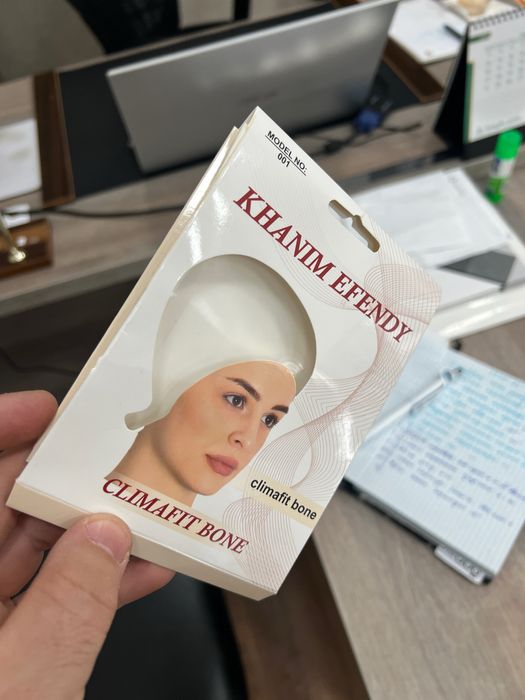 MODEL NO:
001
KHANIM EFENDY
climafit bone
CLIMAFIT BONE